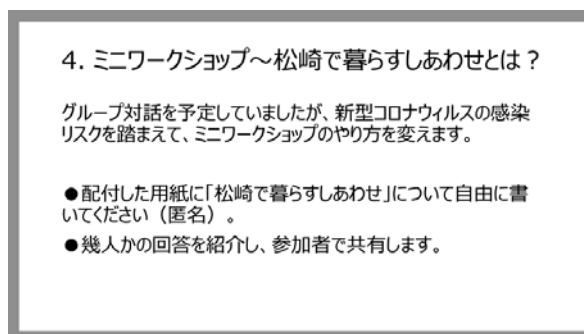 4．ミニワークショップ～松崎で暮らすしあわせとは？
グループ対話を予定していましたが、新型コロナウィルスの感染
リスクを踏まえて、ミニワークショップのやり方を変えます。
●配付した用紙に「松崎で暮らすしあわせ」について自由に書
いてください（匿名）。
●幾人かの回答を紹介し、参加者で共有します。